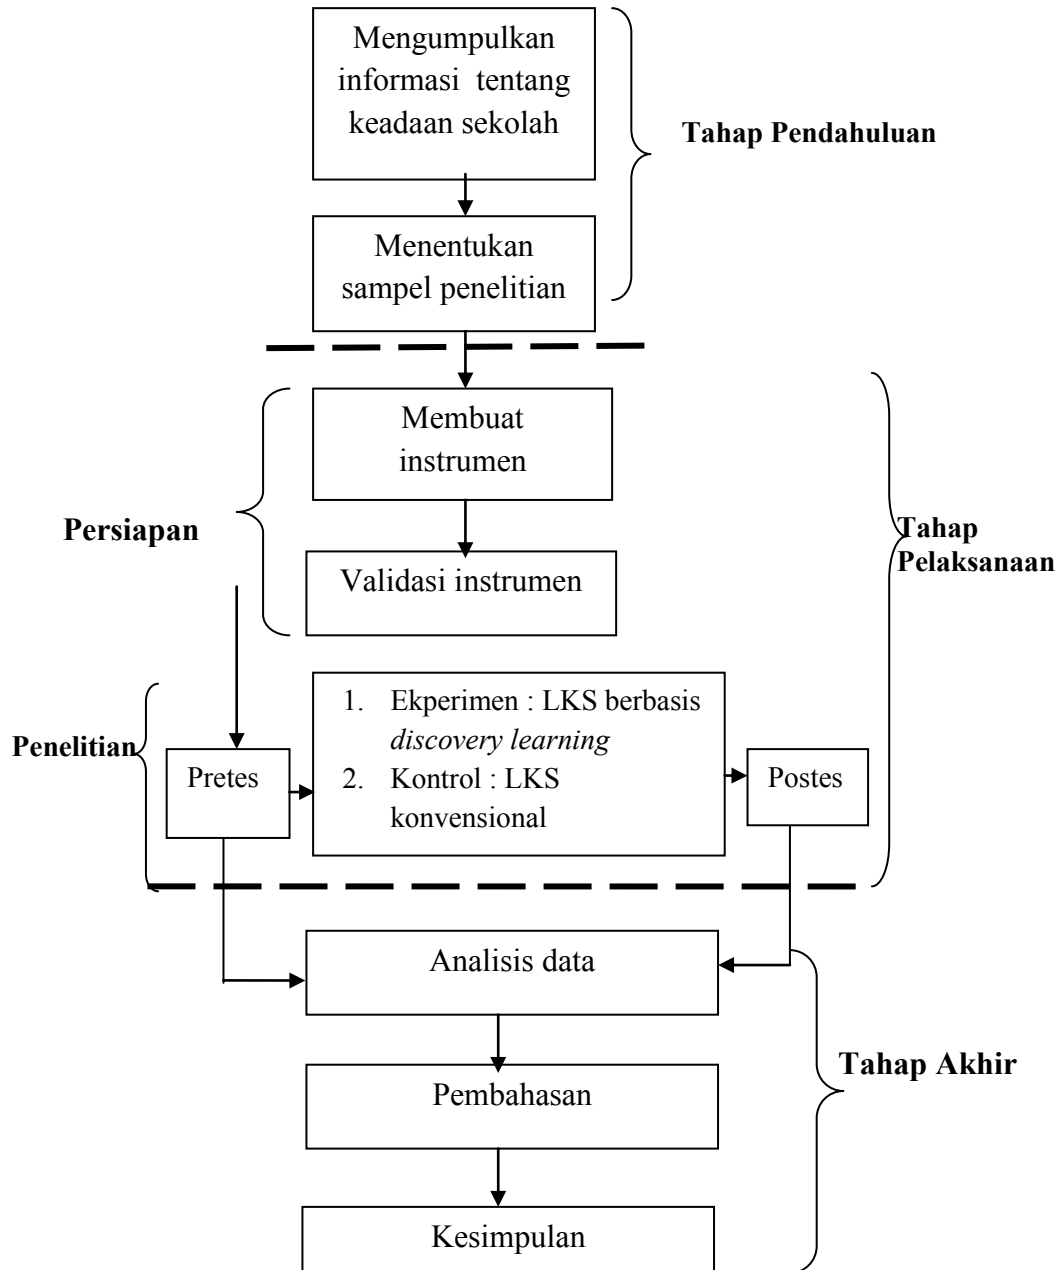 Mengumpulkan
informasi tentang
keadaan sekolah
Tahap Pendahuluan
Menentukan
sampel penelitian
Membuat
instrumen
Persiapan
Tahap
Pelaksanaan
Validasi instrumen
Penelitian
Pretes
1. Ekperimen : LKS berbasis
discovery learning
2. Kontrol : LKS
konvensional
Postes
Analisis data
Tahap Akhir
Pembahasan
Kesimpulan